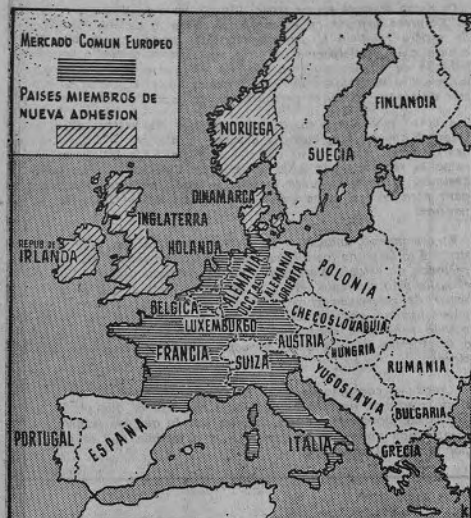 MERCADO COMUN EUROPEO
PAISES MIEMBROS DE
NUEVA ADHESION
NORUEGA
SUECIA
FINLANDIA
DINAMARCA
INGLATERRA
REPUB DE
IRLANDA
HOLANDA
ALEMANIA
OCCID.
ALEMANIA
ORIENTAL
POLONIA
BELGICA
LUXEMBURGO
CHECOSLOVAQUIA
FRANCIA
SUIZA
AUSTRIA
HUNGRIA
RUMANIA
YUGOSLAVIA
BULGARIA
PORTUGAL
ESPAÑA
ITALIA
GRECIA